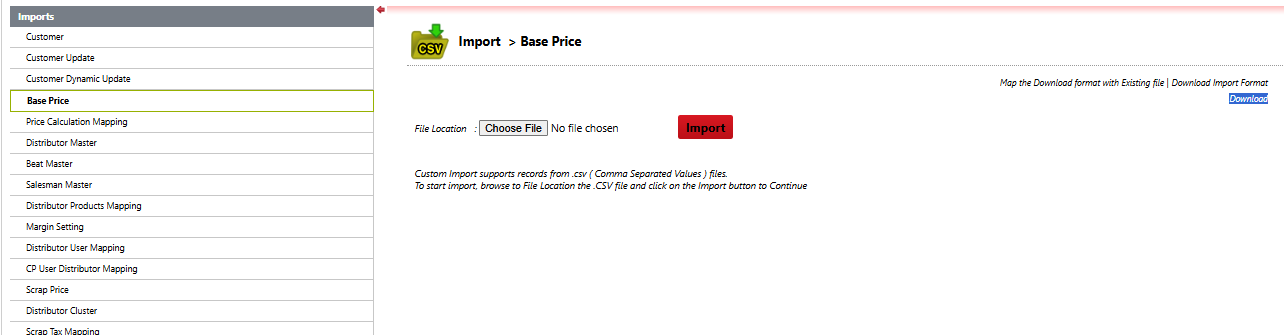 Imports
Customer
Customer Update
Customer Dynamic Update
Base Price
Price Calculation Mapping
Distributor Master
Beat Master
Salesman Master
Distributor Products Mapping
Margin Setting
Distributor User Mapping
CP User Distributor Mapping
Scrap Price
Distributor Cluster
Scrap Tax Mapping
CSV
Import > Base Price
Map the Download format with Existing file | Download Import Format
Download
File Location : Choose File No file chosen Import
Custom Import supports records from .csv ( Comma Separated Values ) files.
To start import, browse to File Location the .CSV file and click on the Import button to Continue